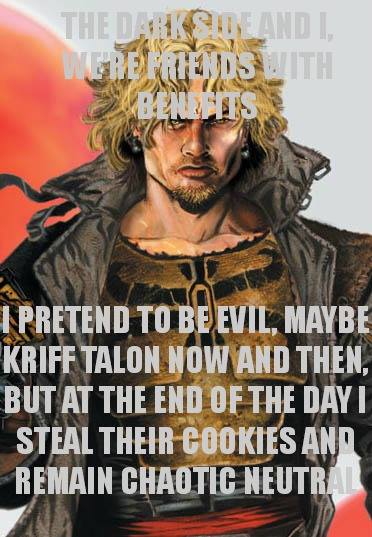 THE DARK SIDE AND I,
WE'RE FRIENDS WITH
BENEFITS
I PRETEND TO BE EVIL, MAYBE
KRIFF TALON NOW AND THEN,
BUT AT THE END OF THE DAY I
STEAL THEIR COOKIES AND
REMAIN CHAOTIC NEUTRAL